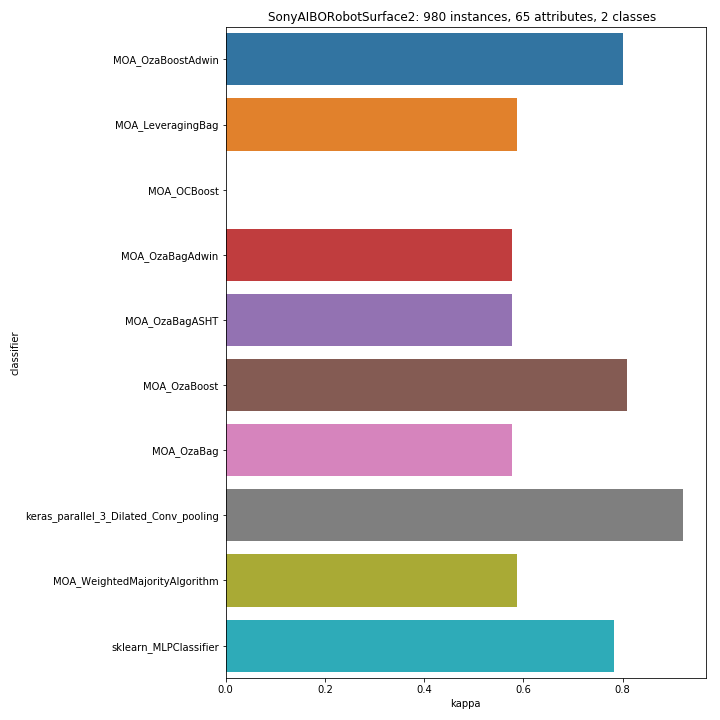 SonyAIBORobotSurface2: 980 instances, 65 attributes, 2 classes
classifier
MOA_OzaBoostAdwin
MOA_LeveragingBag
MOA_OCBoost
MOA_OzaBagAdwin
MOA_OzaBagASHT
MOA_OzaBoost
MOA_OzaBag
keras_parallel_3_Dilated_Conv_pooling
MOA_WeightedMajorityAlgorithm
sklearn_MLPClassifier
0.0 0.2 0.4 0.6 0.8
kappa